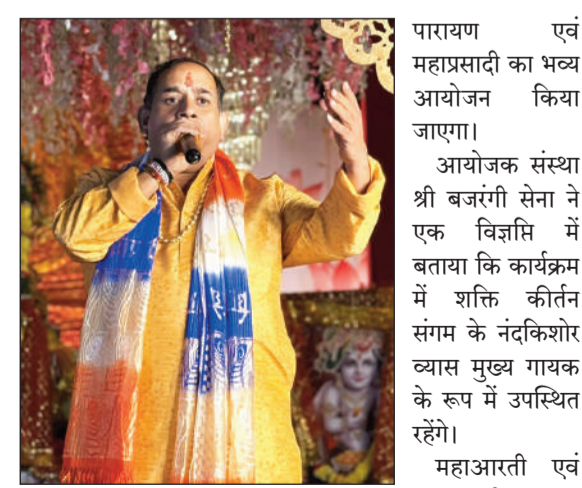 पारायण एवं
महाप्रसादी का भव्य
आयोजन किया
जाएगा।
आयोजक संस्था
श्री बजरंगी सेना ने
एक विज्ञप्ति में
बताया कि कार्यक्रम
में शक्ति कीर्तन
संगम के नंदकिशोर
व्यास मुख्य गायक
के रूप में उपस्थित
रहेंगे।
महाआरती एवं